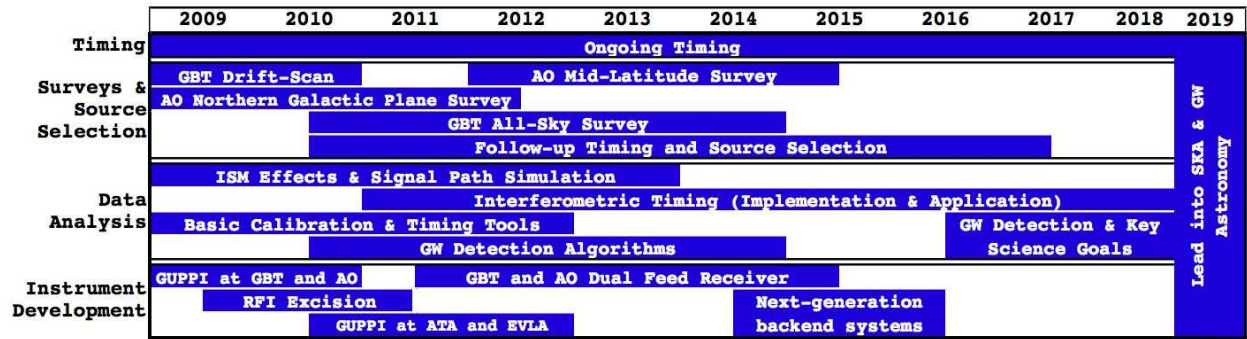 2009 2010 2011 2012 2013 2014 2015 2016 2017 2018 2019
Timing
Ongoing Timing
Surveys &
Source
Selection
GBT Drift-Scan
AO Mid-Latitude Survey
AO Northern Galactic Plane Survey
GBT All-Sky Survey
Follow-up Timing and Source Selection
Data
Analysis
ISM Effects & Signal Path Simulation
Interferometric Timing (Implementation & Application)
Basic Calibration & Timing Tools
GW Detection & Key
Science Goals
GW Detection Algorithms
Instrument
Development
GUPPI at GBT and AO
GBT and AO Dual Feed Receiver
RFI Excision
Next-generation
backend systems
GUPPI at ATA and EVLA
Lead into SKA & GW
Astronomy